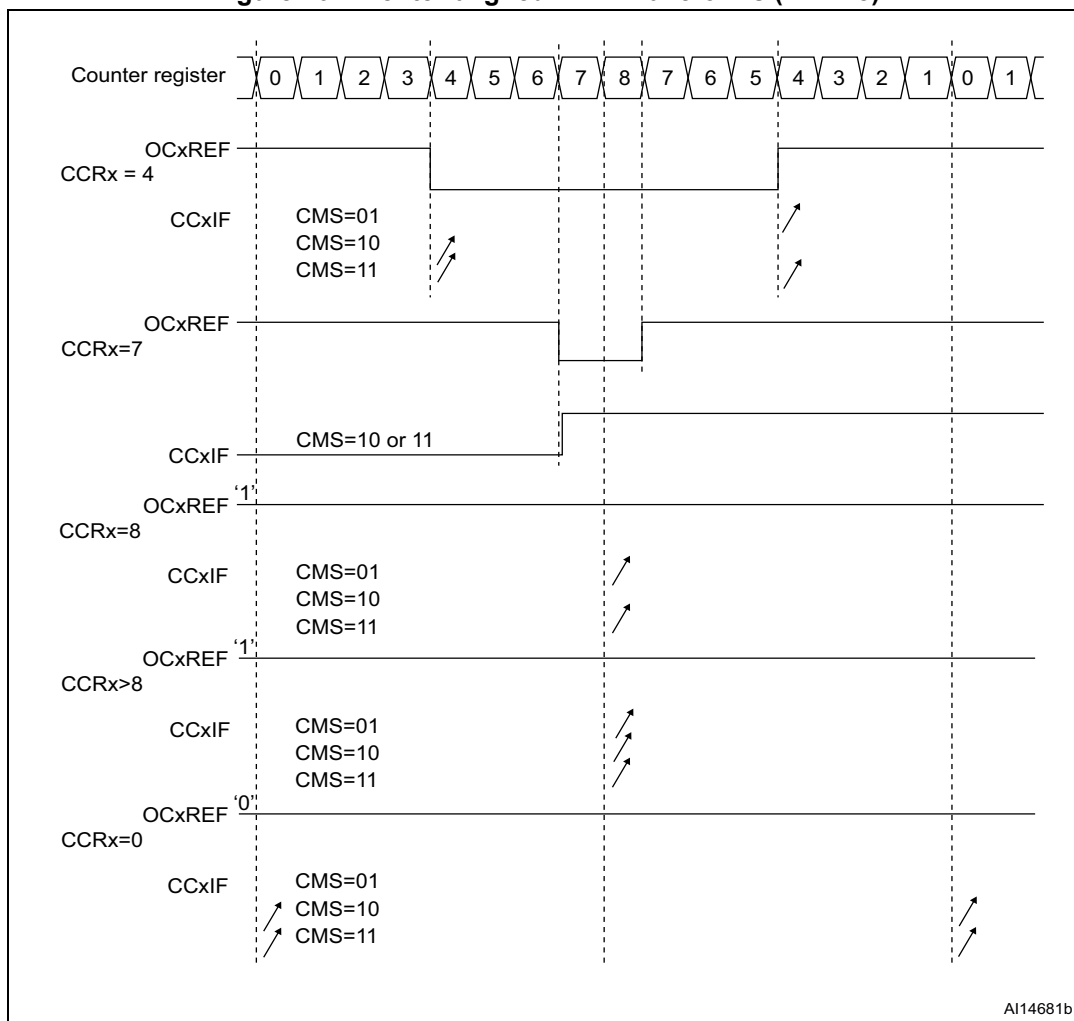 Counter register 0 1 2 3 4 5 6 7 8 7 6 5 4 3 2 1 0 1
OCxREF
CCRx = 4
CCxIF
CMS=01
CMS=10
CMS=11
OCxREF
CCRx=7
CMS=10 or 11
CCxIF
OCxREF '1'
CCRx=8
CCxIF
CMS=01
CMS=10
CMS=11
OCxREF '1'
CCRx>8
CCxIF
CMS=01
CMS=10
CMS=11
OCxREF '0'
CCRx=0
CCxIF
CMS=01
CMS=10
CMS=11
AI14681b